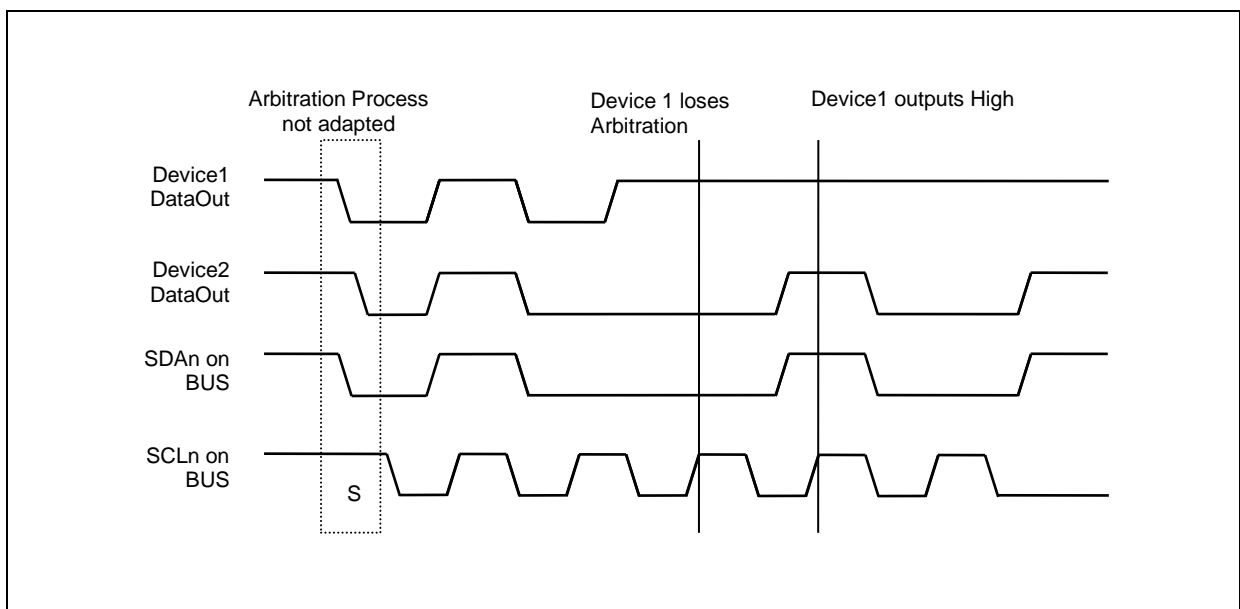 Arbitration Process
not adapted
Device 1 loses
Arbitration
Device1 outputs High
Device1
DataOut
Device2
DataOut
SDAn on
BUS
SCLn on
BUS
S